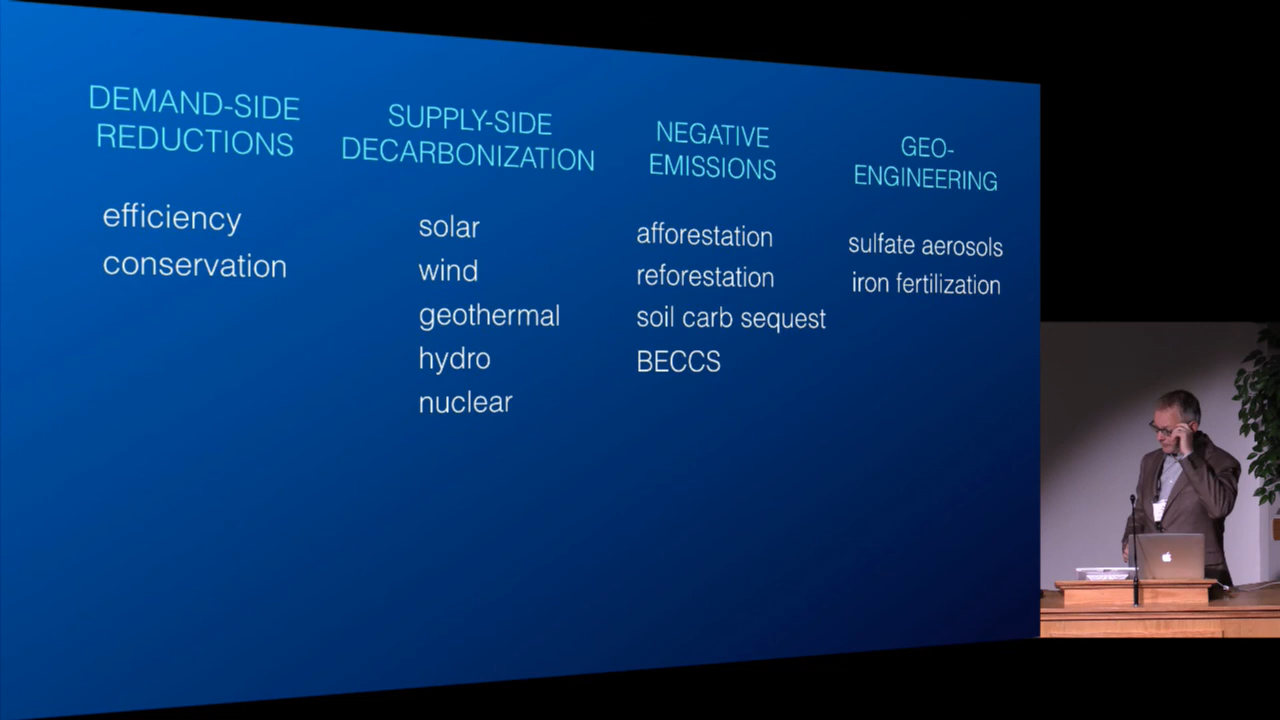 DEMAND-SIDE
REDUCTIONS
efficiency
conservation
SUPPLY-SIDE
DECARBONIZATION
solar
wind
geothermal
hydro
nuclear
NEGATIVE
EMISSIONS
afforestation
reforestation
soil carb sequest
BECCS
GEO-
ENGINEERING
sulfate aerosols
iron fertilization